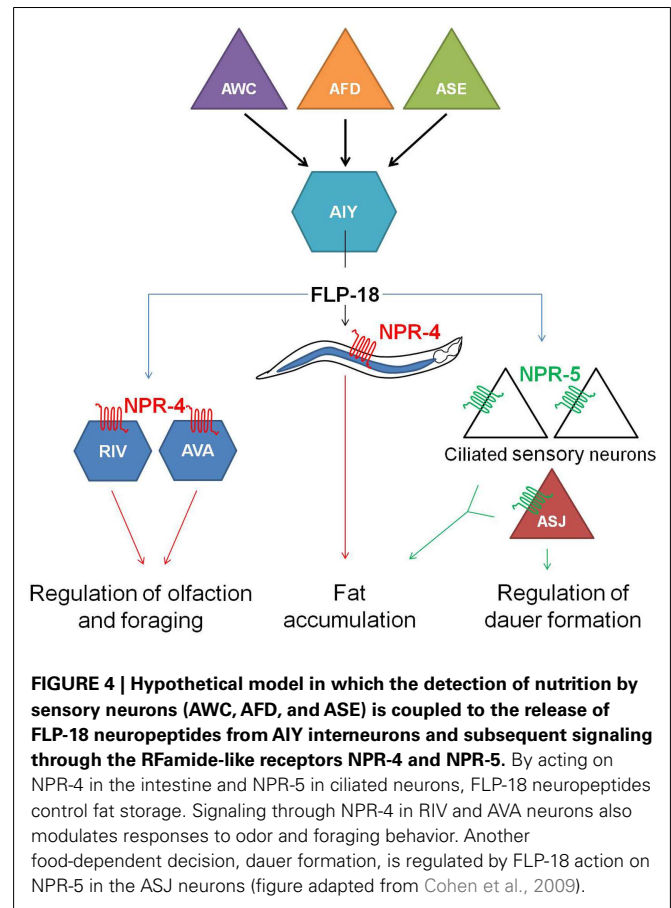 AWC AFD ASE
AIY
FLP-18
NPR-4
NPR-5
NPR-4
RIV AVA
Ciliated sensory neurons
ASJ
Regulation of olfaction
and foraging
Fat
accumulation
Regulation of
dauer formation
FIGURE 4 | Hypothetical model in which the detection of nutrition by
sensory neurons (AWC, AFD, and ASE) is coupled to the release of
FLP-18 neuropeptides from AIY interneurons and subsequent signaling
through the RFamide-like receptors NPR-4 and NPR-5. By acting on
NPR-4 in the intestine and NPR-5 in ciliated neurons, FLP-18 neuropeptides
control fat storage. Signaling through NPR-4 in RIV and AVA neurons also
modulates responses to odor and foraging behavior. Another
food-dependent decision, dauer formation, is regulated by FLP-18 action on
NPR-5 in the ASJ neurons (figure adapted from Cohen et al., 2009).